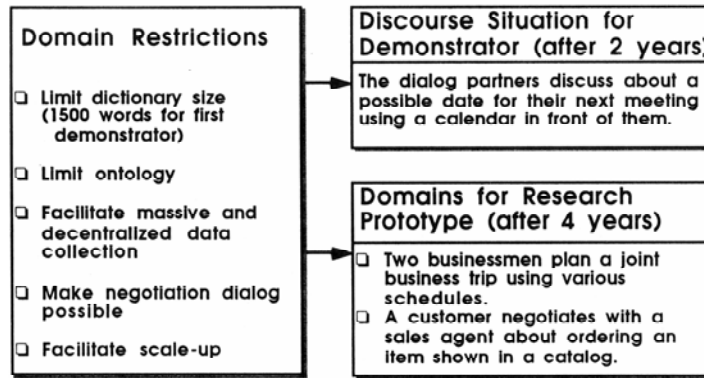 Domain Restrictions
❑ Limit dictionary size
(1500 words for first
demonstrator)
❑ Limit ontology
❑ Facilitate massive and
decentralized data
collection
❑ Make negotiation dialog
possible
❑ Facilitate scale-up
Discourse Situation for
Demonstrator (after 2 years)
The dialog partners discuss about a
possible date for their next meeting
using a calendar in front of them.
Domains for Research
Prototype (after 4 years)
❑ Two businessmen plan a joint
business trip using various
schedules.
❑ A customer negotiates with a
sales agent about ordering an
item shown in a catalog.